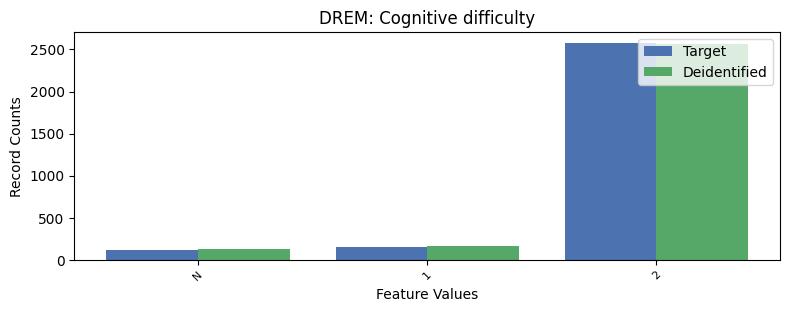 DREM: Cognitive difficulty
Target
Deidentified
Record Counts
2500
2000
1500
1000
500
0
N
1
2
Feature Values